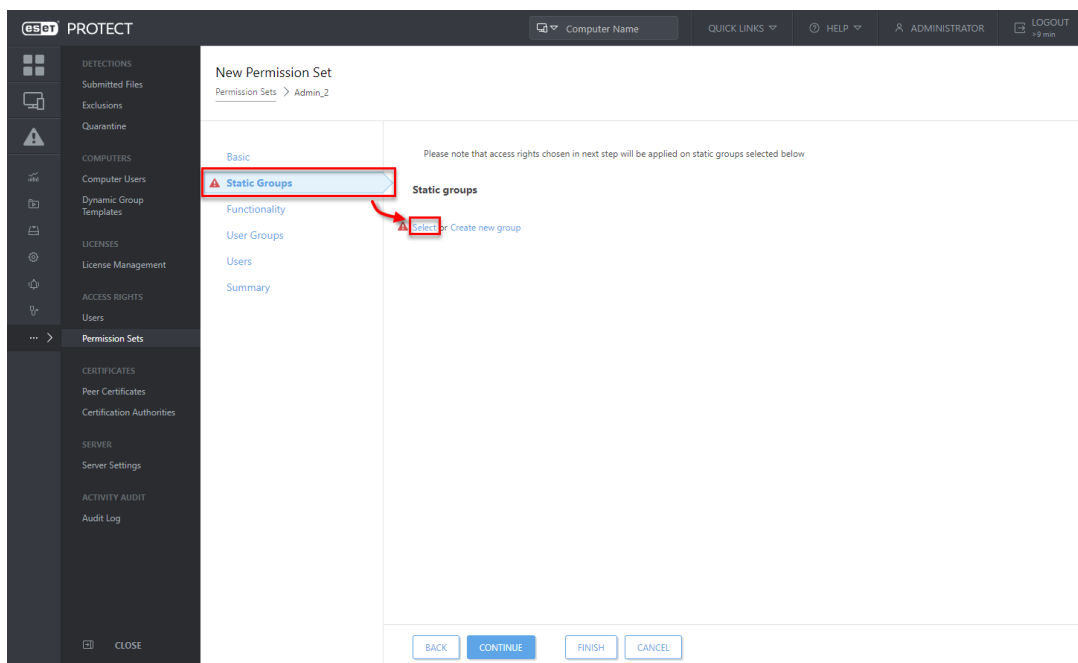 eset PROTECT
Computer Name
QUICK LINKS
HELP
ADMINISTRATOR
LOGOUT
>9 min
DETECTIONS
Submitted Files
Exclusions
Quarantine
COMPUTERS
Computer Users
Dynamic Group
Templates
LICENSES
License Management
ACCESS RIGHTS
Users
Permission Sets
CERTIFICATES
Peer Certificates
Certification Authorities
SERVER
Server Settings
ACTIVITY AUDIT
Audit Log
CLOSE
New Permission Set
Permission Sets > Admin_2
Basic
Static Groups
Functionality
User Groups
Users
Summary
Please note that access rights chosen in next step will be applied on static groups selected below
Static groups
Select or Create new group
BACK
CONTINUE
FINISH
CANCEL